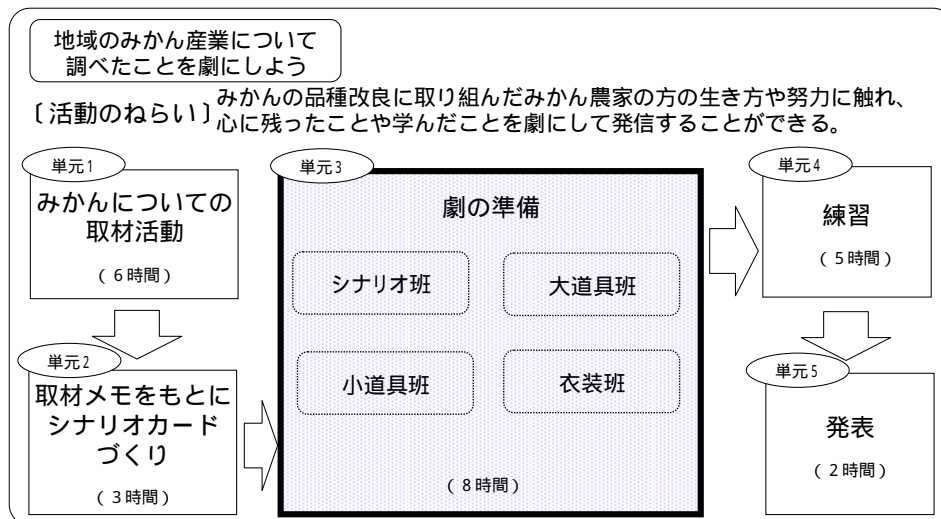 地域のみかん産業について
調べたことを劇にしよう
〔活動のねらい〕
みかんの品種改良に取り組んだみかん農家の方の生き方や努力に触れ、
心に残ったことや学んだことを劇にして発信することができる。
単元1
みかんについての
取材活動
(6時間)
単元2
取材メモをもとに
シナリオカード
づくり
(3時間)
単元3
劇の準備
シナリオ班
大道具班
小道具班
衣装班
(8時間)
単元4
練習
(5時間)
単元5
発表
(2時間)